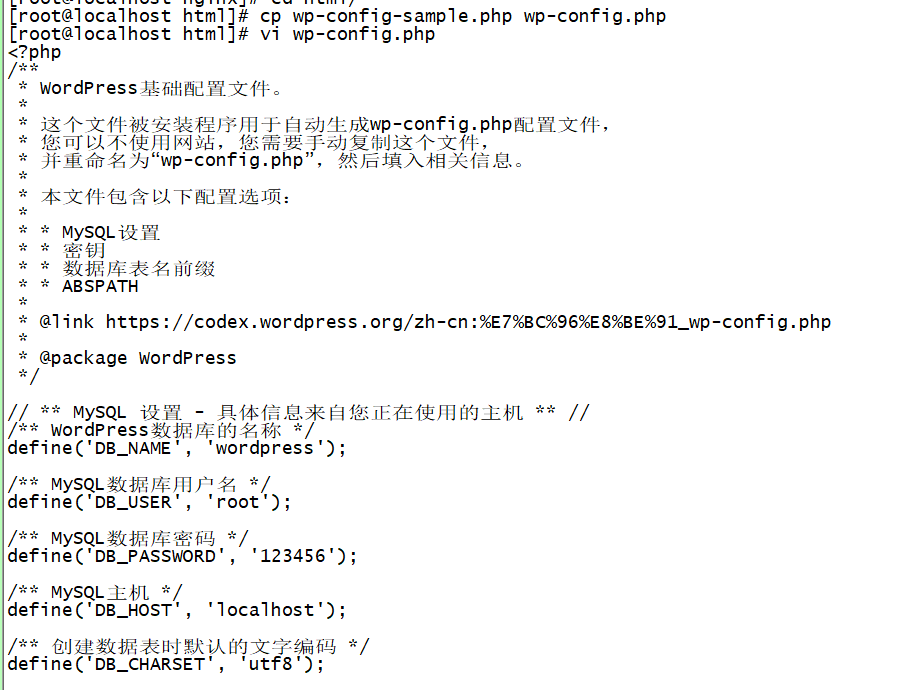 [root@localhost nginx]# cd html/
[root@localhost html]# cp wp-config-sample.php wp-config.php
[root@localhost html]# vi wp-config.php
<?php
/**
 * WordPress基础配置文件。
 *
 * 这个文件被安装程序用于自动生成wp-config.php配置文件，
 * 您可以不使用网站，您需要手动复制这个文件，
 * 并重命名为“wp-config.php”，然后填入相关信息。
 *
 * 本文件包含以下配置选项：
 *
 * * MySQL设置
 * * 密钥
 * * 数据库表名前缀
 * * ABSPATH
 *
 * @link https://codex.wordpress.org/zh-cn:%E7%BC%96%E8%BE%91_wp-config.php
 *
 * @package WordPress
 */
// ** MySQL 设置 - 具体信息来自您正在使用的主机 ** //
/** WordPress数据库的名称 */
define('DB_NAME', 'wordpress');
/** MySQL数据库用户名 */
define('DB_USER', 'root');
/** MySQL数据库密码 */
define('DB_PASSWORD', '123456');
/** MySQL主机 */
define('DB_HOST', 'localhost');
/** 创建数据表时默认的文字编码 */
define('DB_CHARSET', 'utf8');